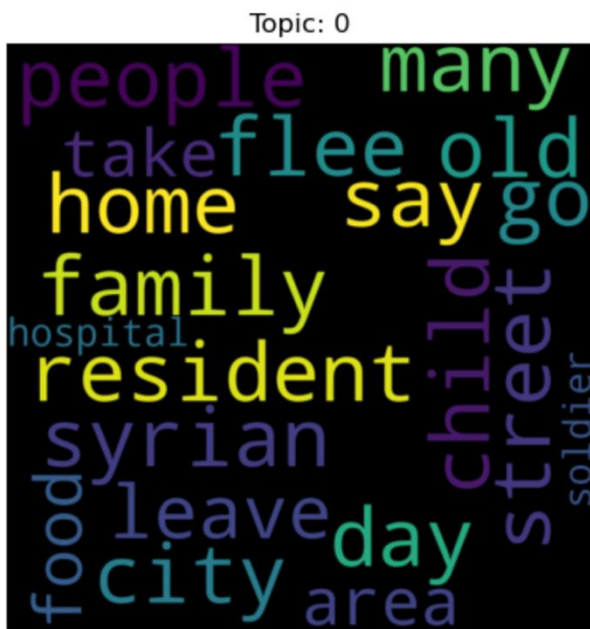 Topic: 0
people many
take flee old
home say go
family
hospital
resident
child
street
soldier
syrian
leave
food
day
city
area